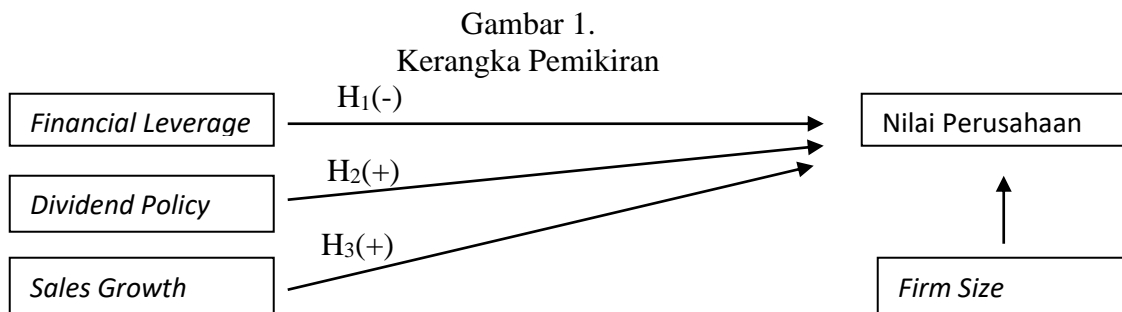 Gambar 1.
Kerangka Pemikiran
H₁(-)
Financial Leverage
Nilai Perusahaan
H₂(+)
Dividend Policy
H₃(+)
Sales Growth
Firm Size